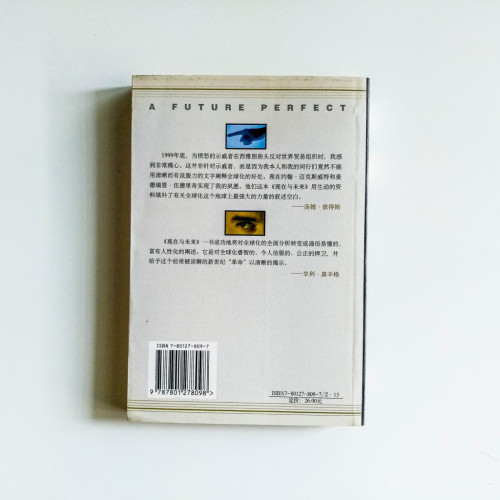 A FUTURE PERFECT
1999年底，当愤怒的示威者在西雅图街头反对世界贸易组织时，我感
到非常痛心。这并非针对示威者，而是因为我本人和我的同行们竟然不能
用清晰而有说服力的文字阐释全球化的好处。现在约翰·迈克斯威特和爱
德瑞恩·伍德里奇实现了我的夙愿。他们这本《现在与未来》用生动的资
料填补了有关全球化这个地球上最强大的力量的叙述空白。
——汤姆·彼得斯
《现在与未来》一书成功地将对全球化的全面分析转变成通俗易懂的、
富有人性化的阐述。它是对全球化睿智的、令人信服的、公正的捍卫，并
给予这个经常被误解的新世纪“革命”以清晰的揭示。
——亨利·基辛格
ISBN 7-80127-809-7
9 787801 278098 >
ISBN7-80127-809-7/Z·13
定价：26.00元